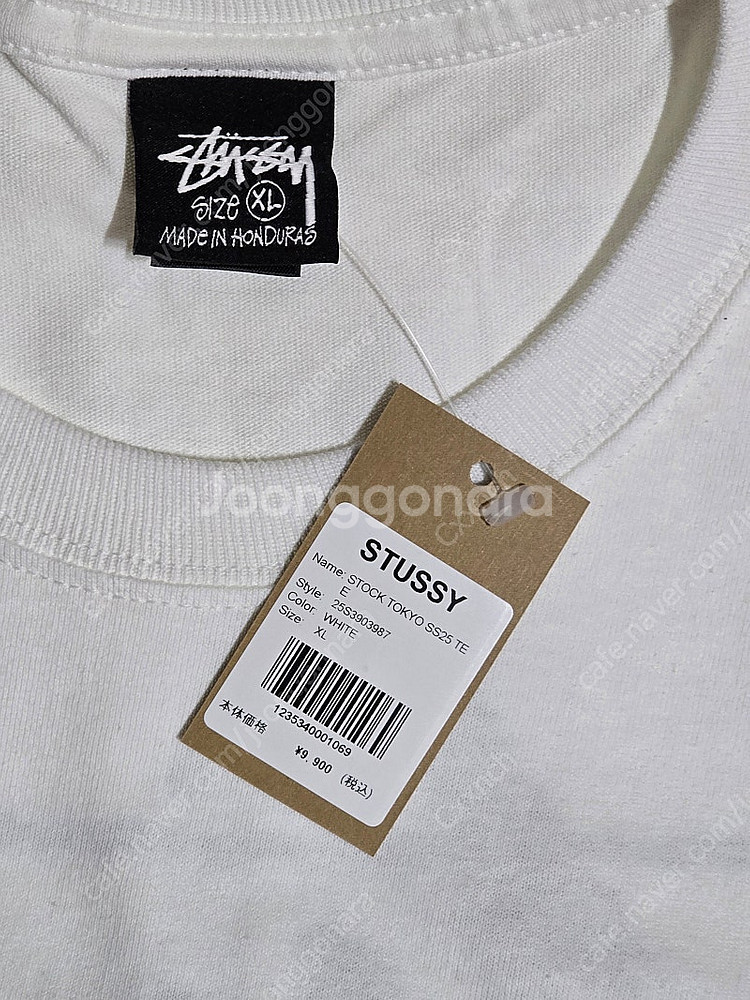 STÜSSY
SIZE XL
MADE IN HONDURAS
Joonggonara
STUSSY
Name: STOCK TOKYO SS25 TE
E
Style: 25S3903987
Color: WHITE
Size: XL
1235340001069
本体価格
¥9,900 (税込)